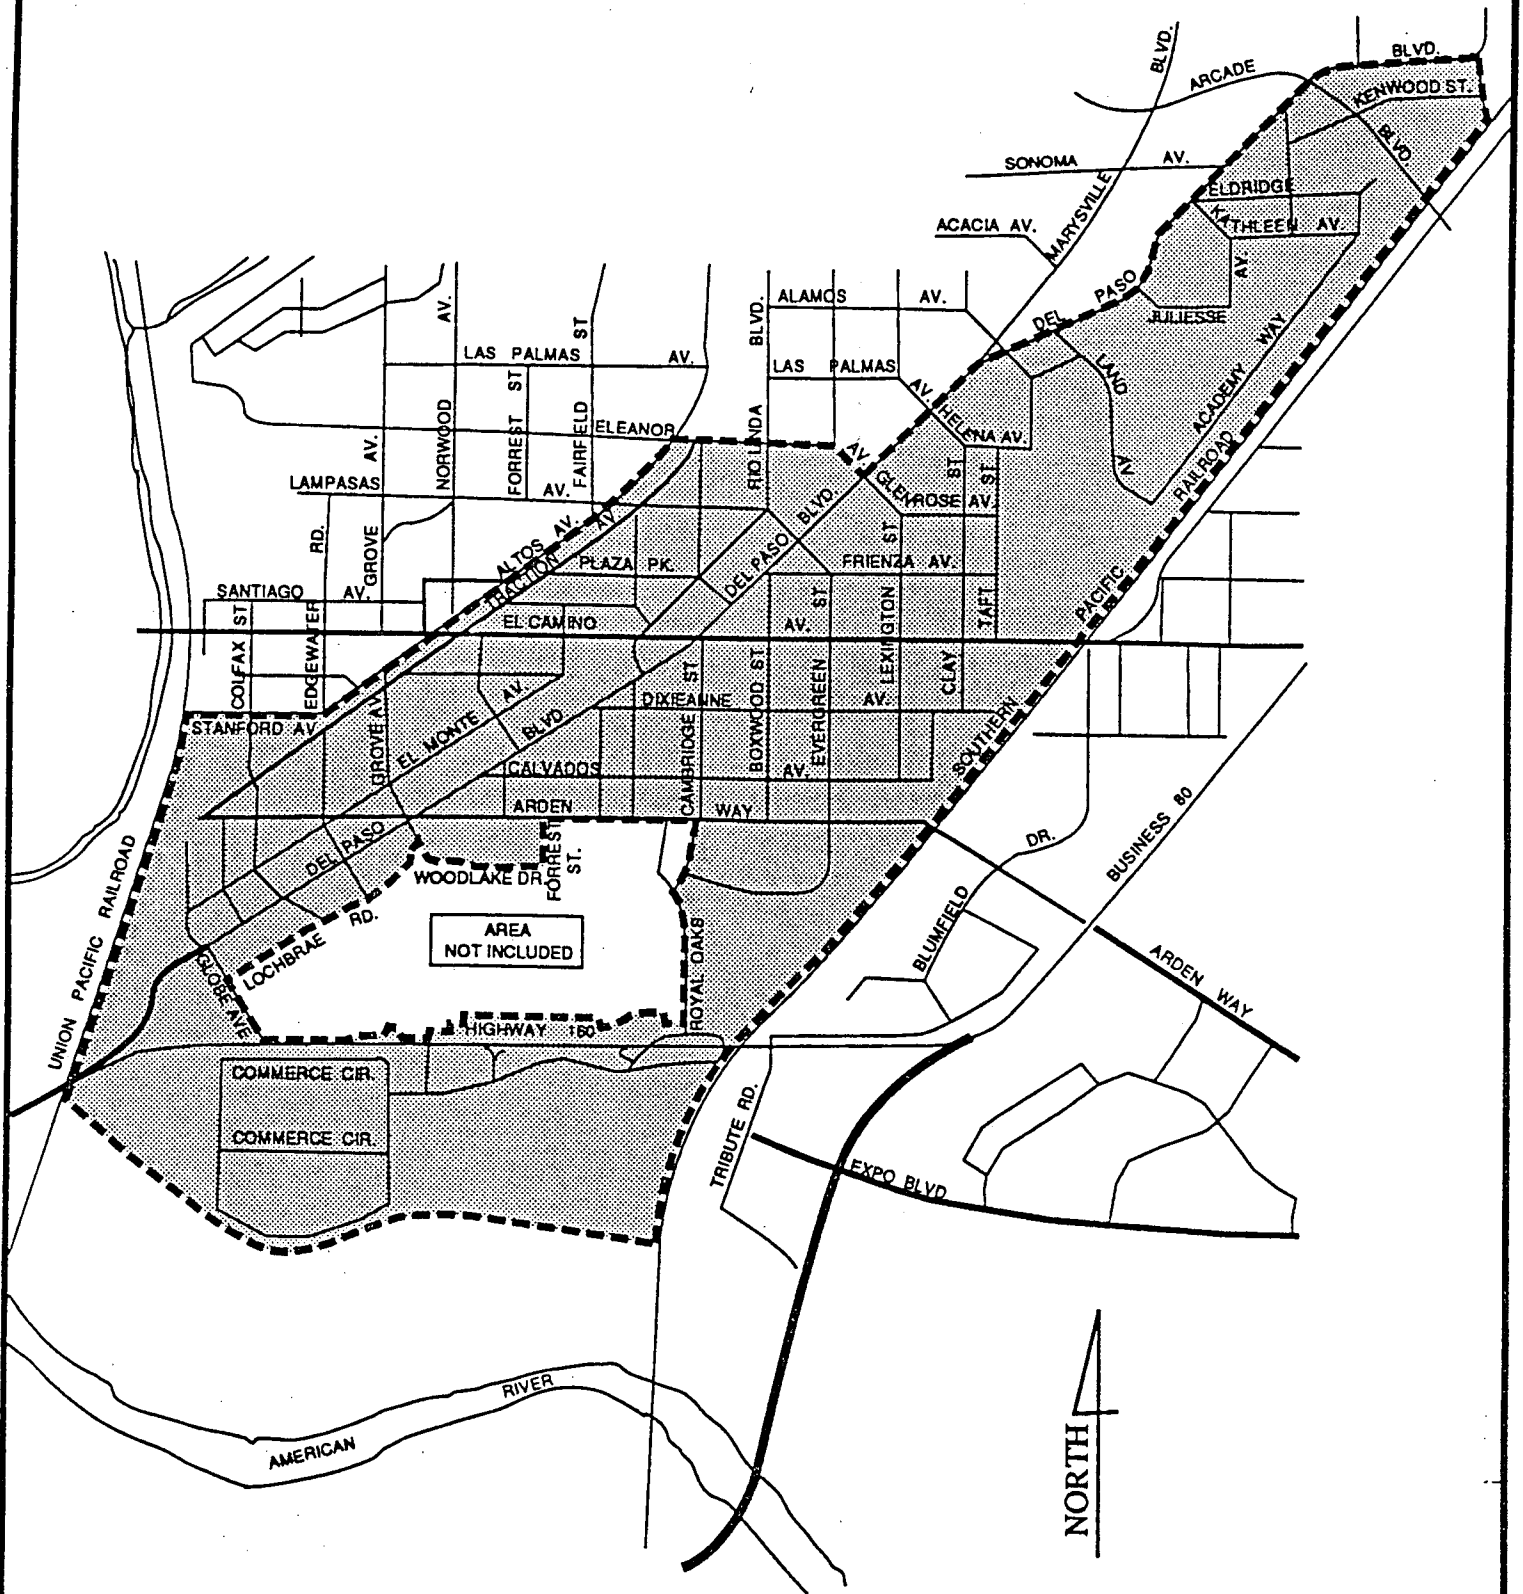 BLVD.
BLVD.
ARCADE
KENWOOD ST.
BLVD.
SONOMA AV.
MARYSVILLE
ELDRIDGE
KATHLEEN AV.
ACACIA AV.
AV.
PASO
DEL
JULIESSE
ALAMOS AV.
BLVD.
AV.
ST
LAS PALMAS AV.
LAS PALMAS
AV.
LAND
AV
WAY
ACADEMY
ST
HELENA AV.
ELEANOR
RIO LINDA
FAIRFIELD
FORREST
NORWOOD
AV.
AV.
GLENROSE AV.
ST
ST
RAILROAD
LAMPASAS AV.
ALTOS AV.
TRACTION AV.
BLVD.
DEL PASO
RD.
GROVE
PLAZA PK.
FRIENZA AV.
ST
PACIFIC
SANTIAGO AV.
COLFAX ST
EDGEWATER
EL CAMINO AV.
ST
LEXINGTON
TAFT
STANFORD AV
GROVE AV
EL MONTE AV.
BLVD
DIXIEANNE AV.
CAMBRIDGE ST
BOXWOOD ST
EVERGREEN
CLAY
SOUTHERN
CALVADOS AV.
ARDEN WAY
DEL PASO
WOODLAKE DR.
FORREST
ST.
UNION PACIFIC RAILROAD
LOCHBRAE RD.
GLOBE AVE
AREA
NOT INCLUDED
ROYAL OAKS
HIGHWAY 160
BUSINESS 80
BLUMFIELD DR.
ARDEN WAY
COMMERCE CIR.
COMMERCE CIR.
TRIBUTE RD.
EXPO BLVD
AMERICAN RIVER
NORTH